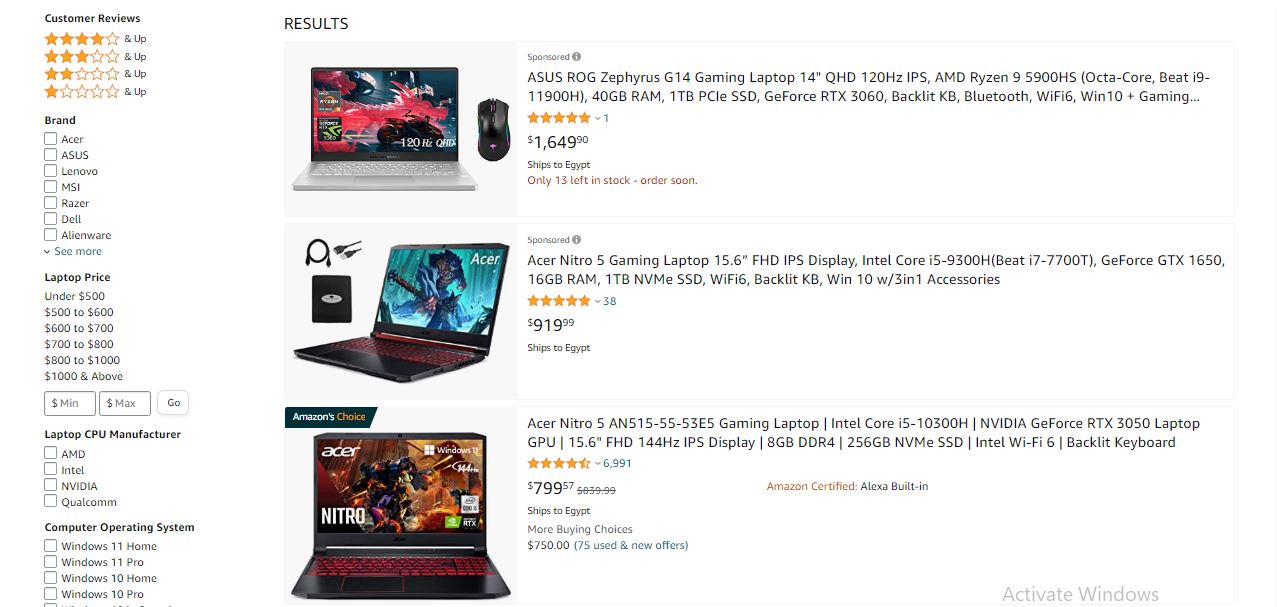 Customer Reviews
& Up
& Up
& Up
& Up
Brand
Acer
ASUS
Lenovo
MSI
Razer
Dell
Alienware
See more
Laptop Price
Under $500
$500 to $600
$600 to $700
$700 to $800
$800 to $1000
$1000 & Above
$ Min $ Max Go
Laptop CPU Manufacturer
AMD
Intel
NVIDIA
Qualcomm
Computer Operating System
Windows 11 Home
Windows 11 Pro
Windows 10 Home
Windows 10 Pro
RESULTS
RYZEN
GEFORCE
120 Hz QHD
Sponsored
ASUS ROG Zephyrus G14 Gaming Laptop 14" QHD 120Hz IPS, AMD Ryzen 9 5900HS (Octa-Core, Beat i9-
11900H), 40GB RAM, 1TB PCIe SSD, GeForce RTX 3060, Backlit KB, Bluetooth, WiFi6, Win10 + Gaming...
1
$1,64990
Ships to Egypt
Only 13 left in stock - order soon.
Acer
Sponsored
Acer Nitro 5 Gaming Laptop 15.6” FHD IPS Display, Intel Core i5-9300H(Beat i7-7700T), GeForce GTX 1650,
16GB RAM, 1TB NVMe SSD, WiFi6, Backlit KB, Win 10 w/3in1 Accessories
38
$91999
Ships to Egypt
Amazon's Choice
acer
Windows 11
144Hz
NITRO
CORE i5
RTX
Acer Nitro 5 AN515-55-53E5 Gaming Laptop | Intel Core i5-10300H | NVIDIA GeForce RTX 3050 Laptop
GPU | 15.6" FHD 144Hz IPS Display | 8GB DDR4 | 256GB NVMe SSD | Intel Wi-Fi 6 | Backlit Keyboard
6,991
$79957 $839.99
Amazon Certified: Alexa Built-in
Ships to Egypt
More Buying Choices
$750.00 (75 used & new offers)
Activate Windows